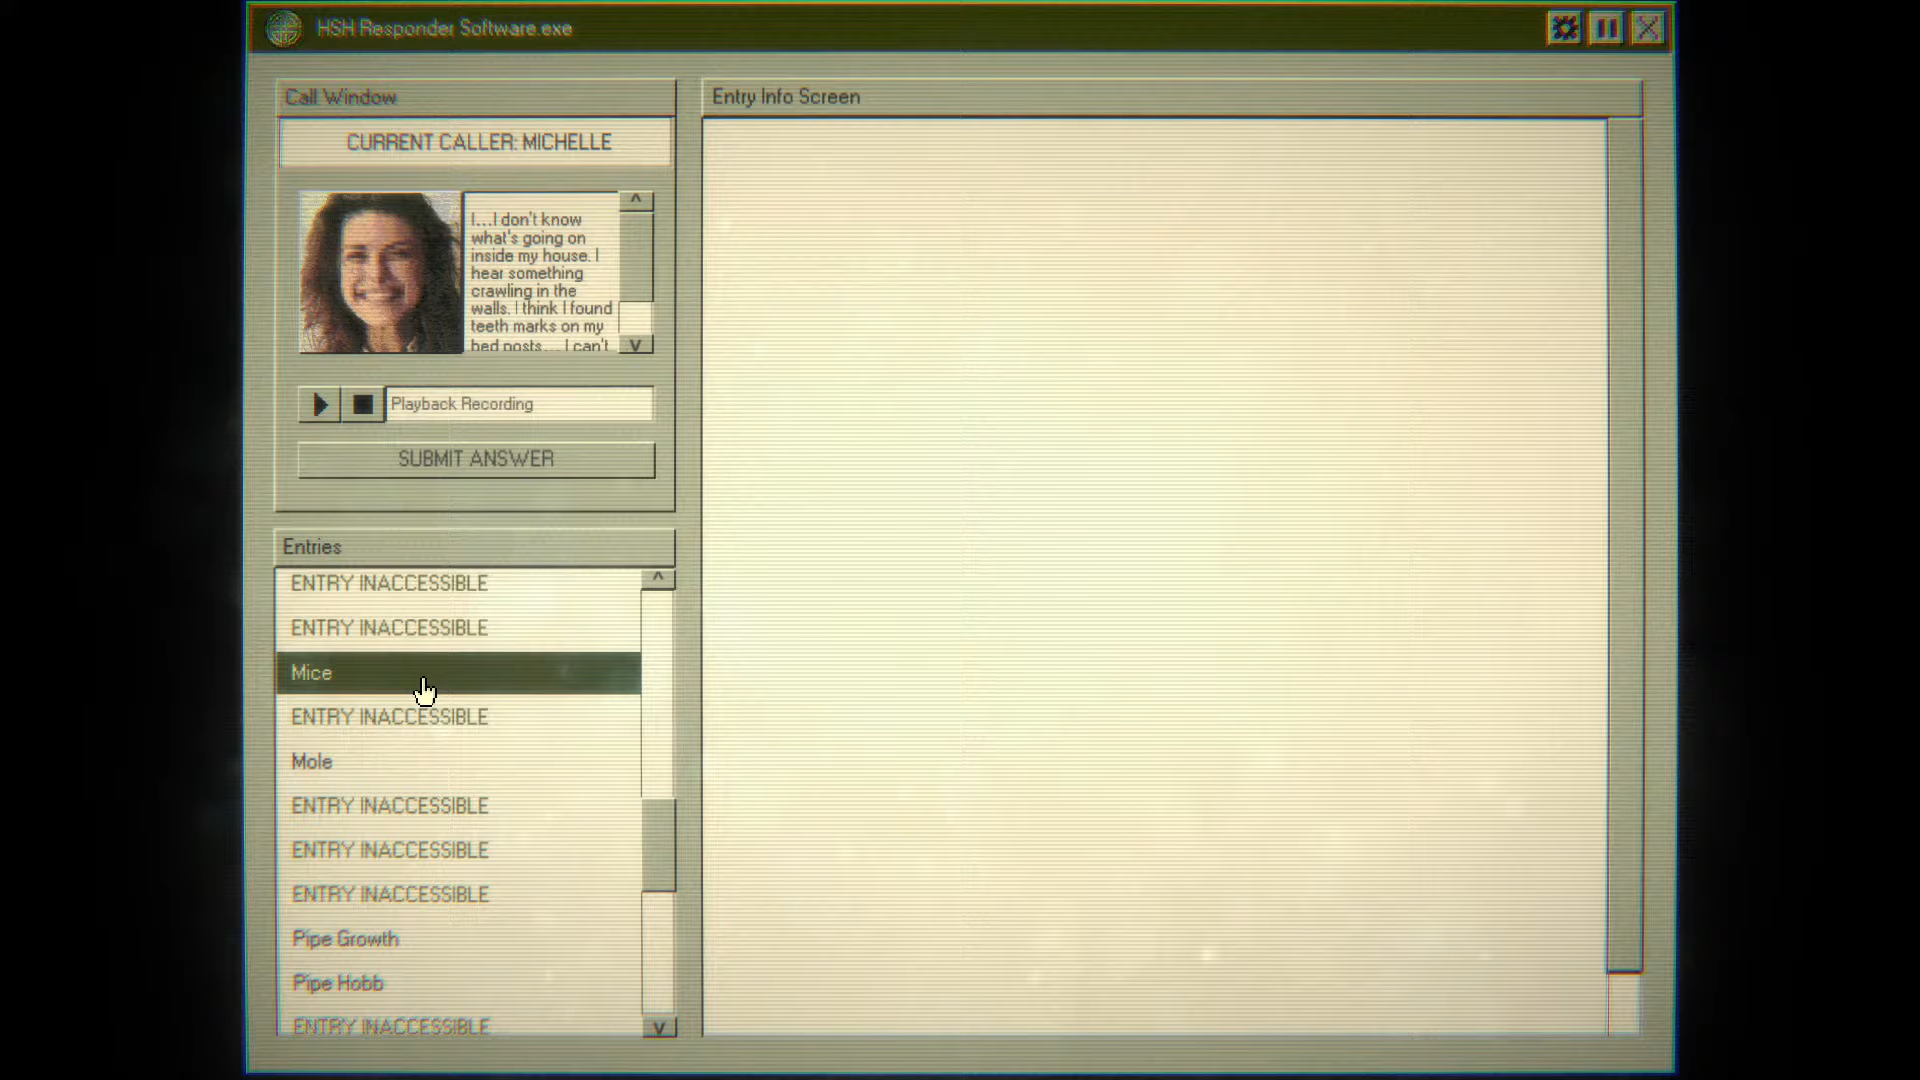 HSH Responder Software.exe
Call Window
CURRENT CALLER: MICHELLE
I...I don't know
what's going on
inside my house. I
hear something
crawling in the
walls. I think I found
teeth marks on my
bed posts.... I can't
Playback Recording
SUBMIT ANSWER
Entries
ENTRY INACCESSIBLE
ENTRY INACCESSIBLE
Mice
ENTRY INACCESSIBLE
Mole
ENTRY INACCESSIBLE
ENTRY INACCESSIBLE
ENTRY INACCESSIBLE
Pipe Growth
Pipe Hobb
ENTRY INACCESSIBLE
Entry Info Screen